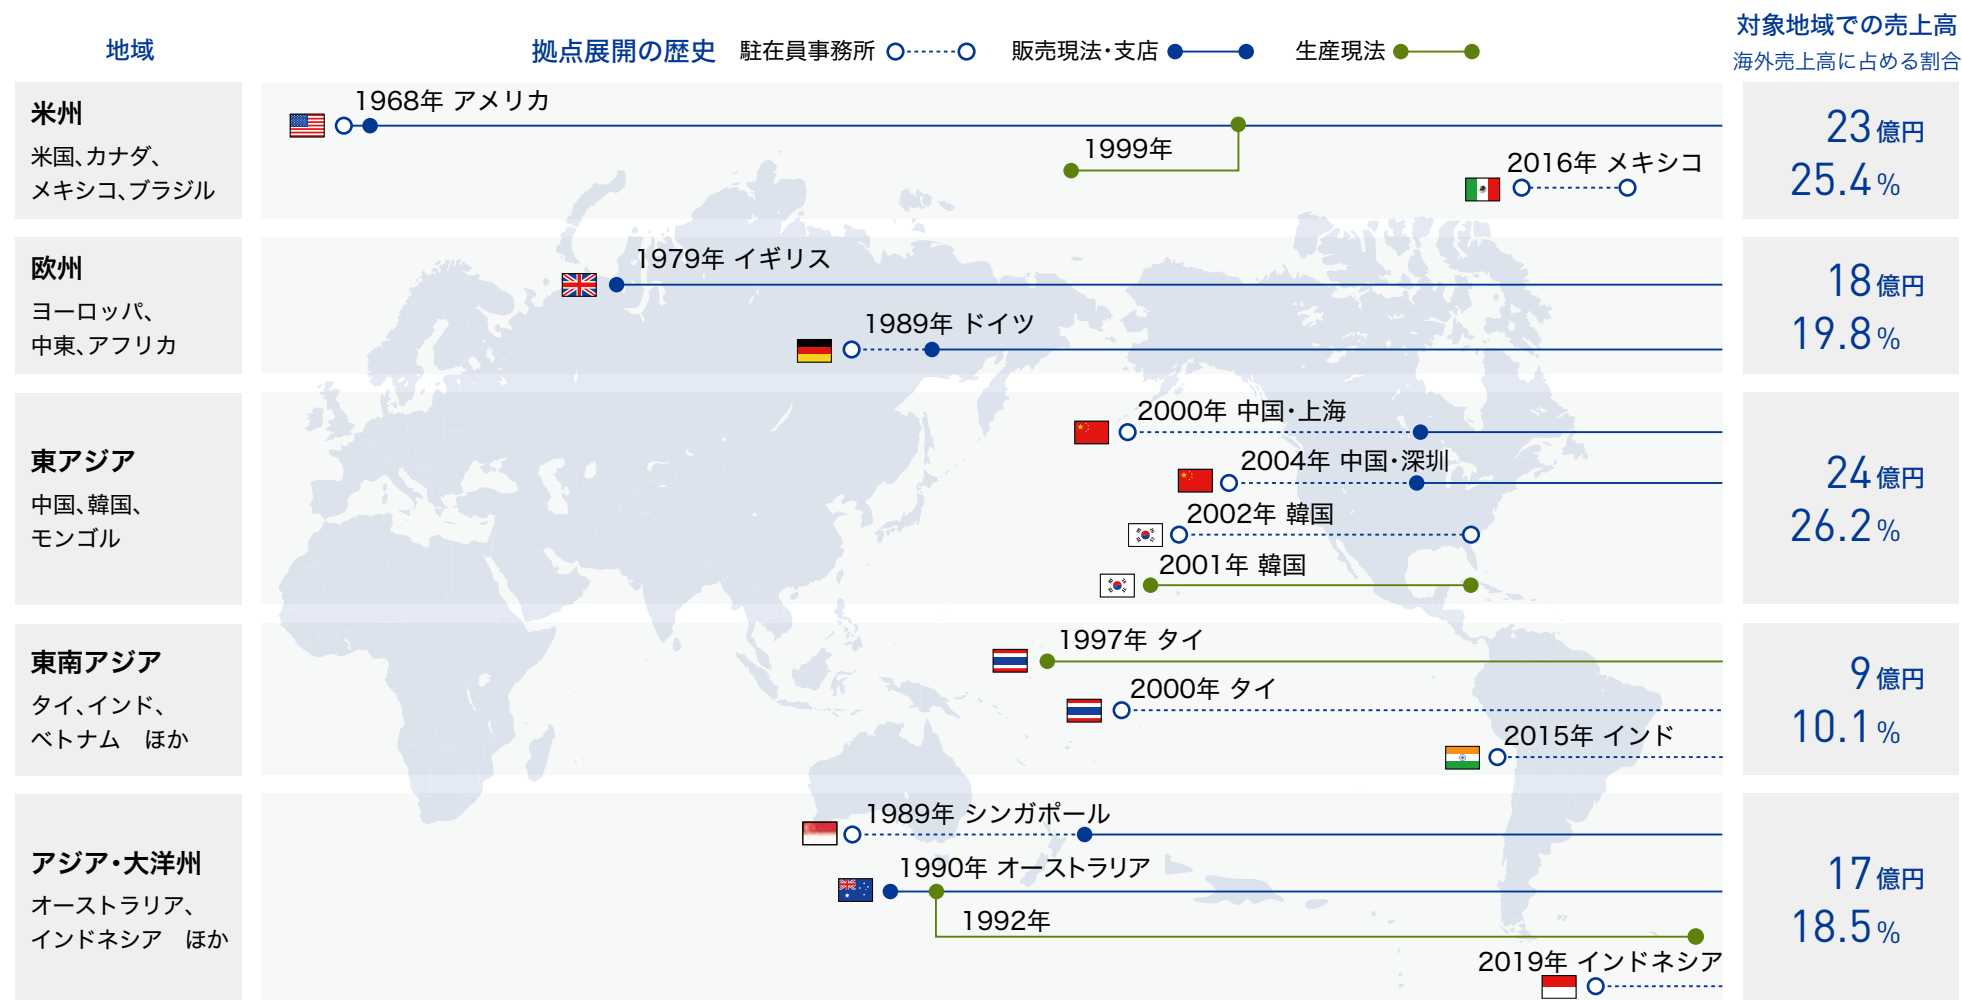 地域
拠点展開の歴史
駐在員事務所
販売現法・支店
生産現法
対象地域での売上高
海外売上高に占める割合
米州
米国、カナダ、
メキシコ、ブラジル
1968年 アメリカ
1999年
2016年 メキシコ
23億円
25.4%
欧州
ヨーロッパ、
中東、アフリカ
1979年 イギリス
1989年 ドイツ
18億円
19.8%
東アジア
中国、韓国、
モンゴル
2000年 中国・上海
2004年 中国・深圳
2002年 韓国
2001年 韓国
24億円
26.2%
東南アジア
タイ、インド、
ベトナム　ほか
1997年 タイ
2000年 タイ
2015年 インド
9億円
10.1%
アジア・大洋州
オーストラリア、
インドネシア　ほか
1989年 シンガポール
1990年 オーストラリア
1992年
2019年 インドネシア
17億円
18.5%